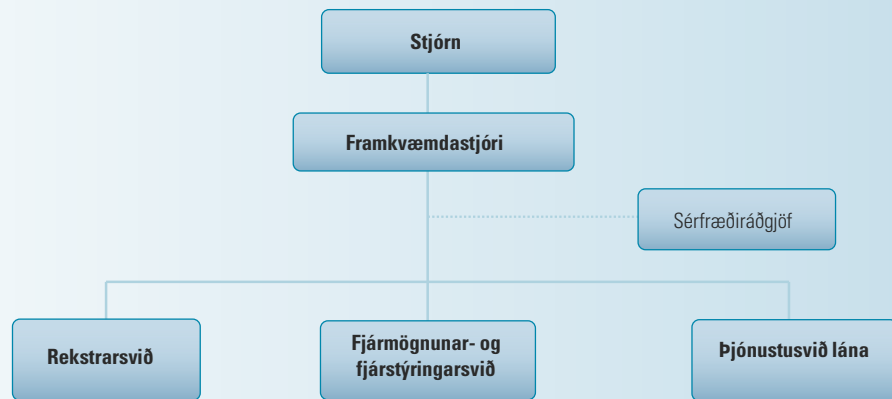 Stjórn
Framkvæmdastjóri
Sérfræðiráðgjöf
Rekstrarsvið
Fjármögnunar- og
fjárstýringarsvið
Þjónustusvið lána